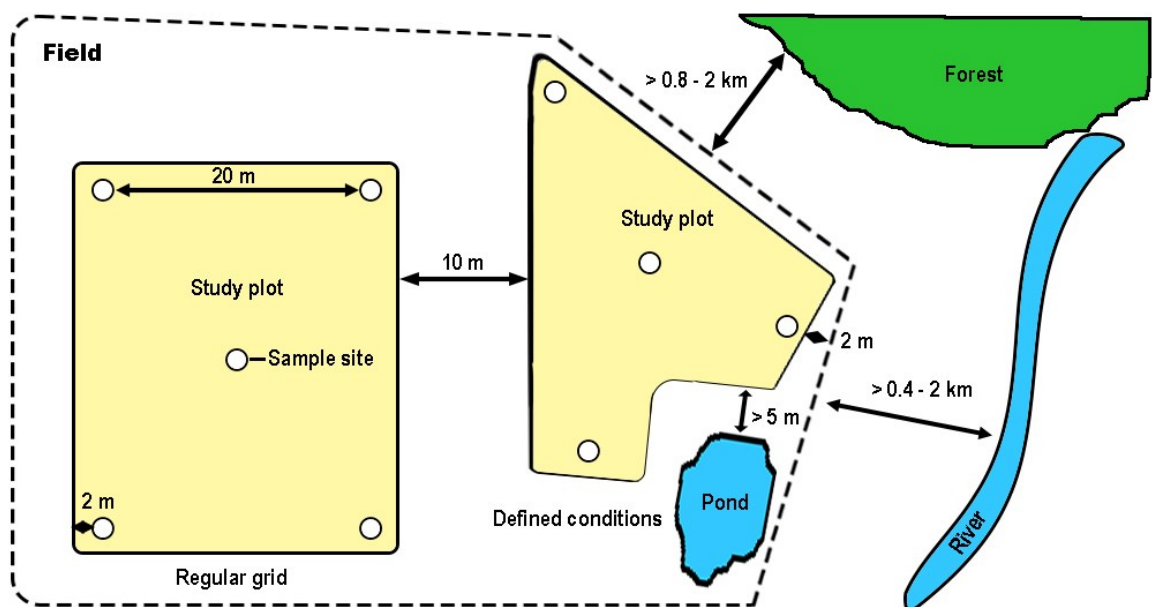 Field
> 0.8 - 2 km
Forest
20 m
Study plot
10 m
Study plot
Sample site
2 m
> 0.4 - 2 km
> 5 m
2 m
Defined conditions
Pond
River
Regular grid